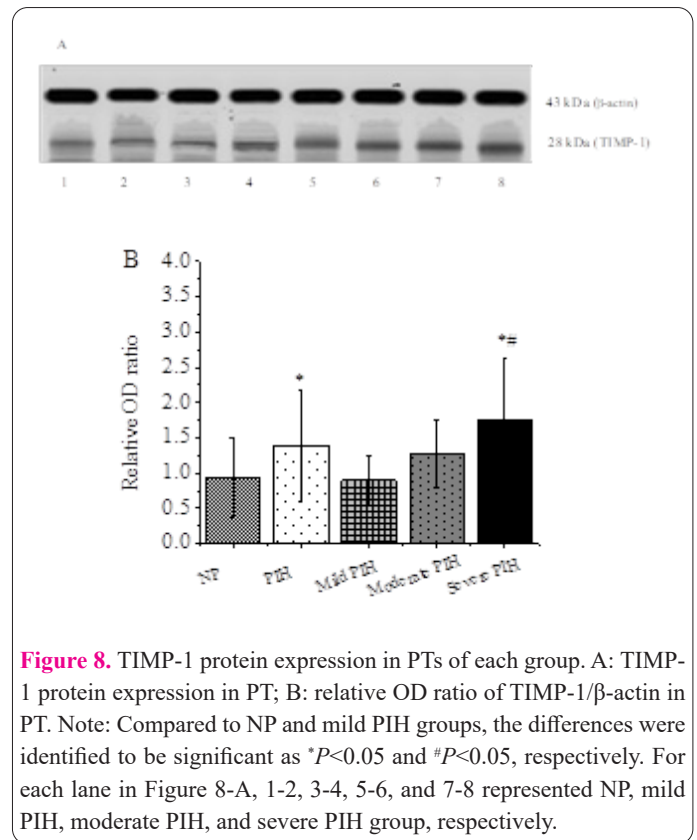 A
43 kDa (β-actin)
28 kDa (TIMP-1)
1 2 3 4 5 6 7 8
B
4.0
3.5
3.0
2.5
2.0
1.5
1.0
0.5
0.0
Relative OD ratio
*
*#
NP PIH Mild PIH Moderate PIH Severe PIH
Figure 8. TIMP-1 protein expression in PTs of each group. A: TIMP-
1 protein expression in PT; B: relative OD ratio of TIMP-1/β-actin in
PT. Note: Compared to NP and mild PIH groups, the differences were
identified to be significant as *P<0.05 and #P<0.05, respectively. For
each lane in Figure 8-A, 1-2, 3-4, 5-6, and 7-8 represented NP, mild
PIH, moderate PIH, and severe PIH group, respectively.